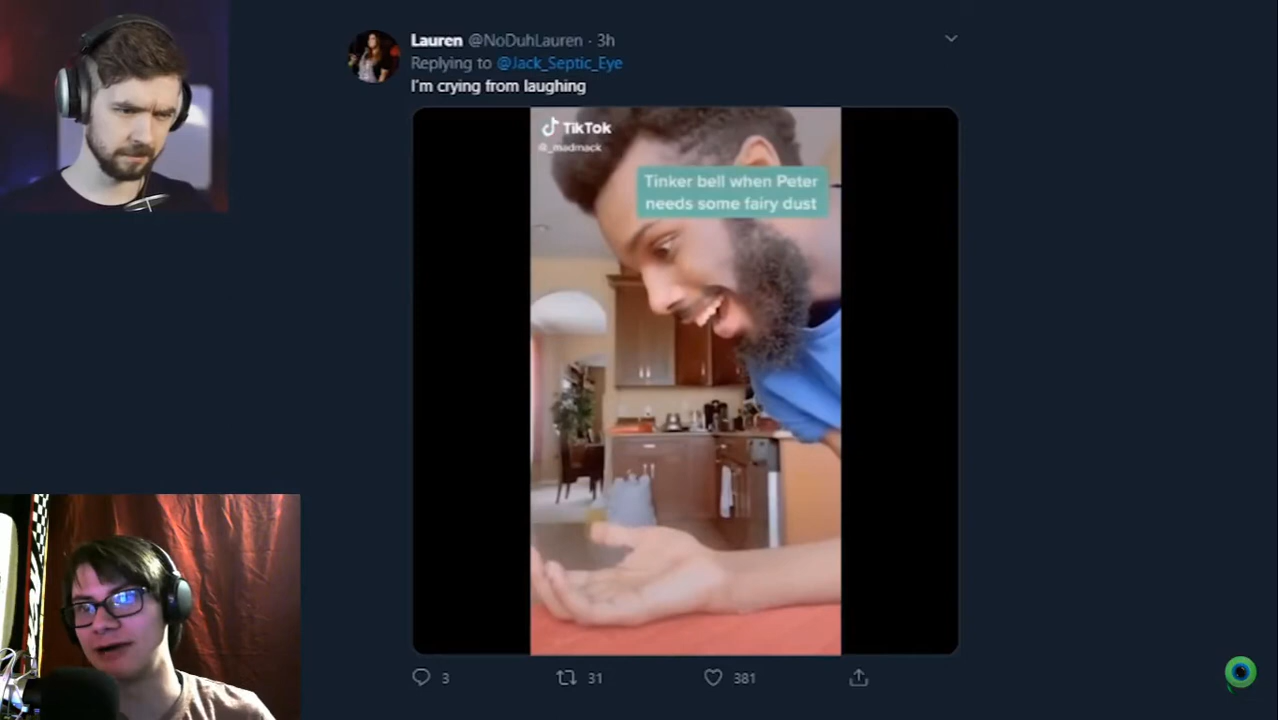 Lauren @NoDuhLauren · 3h
Replying to @Jack_Septic_Eye
I'm crying from laughing
TikTok
@_madmack
Tinker bell when Peter
needs some fairy dust
3 31 381